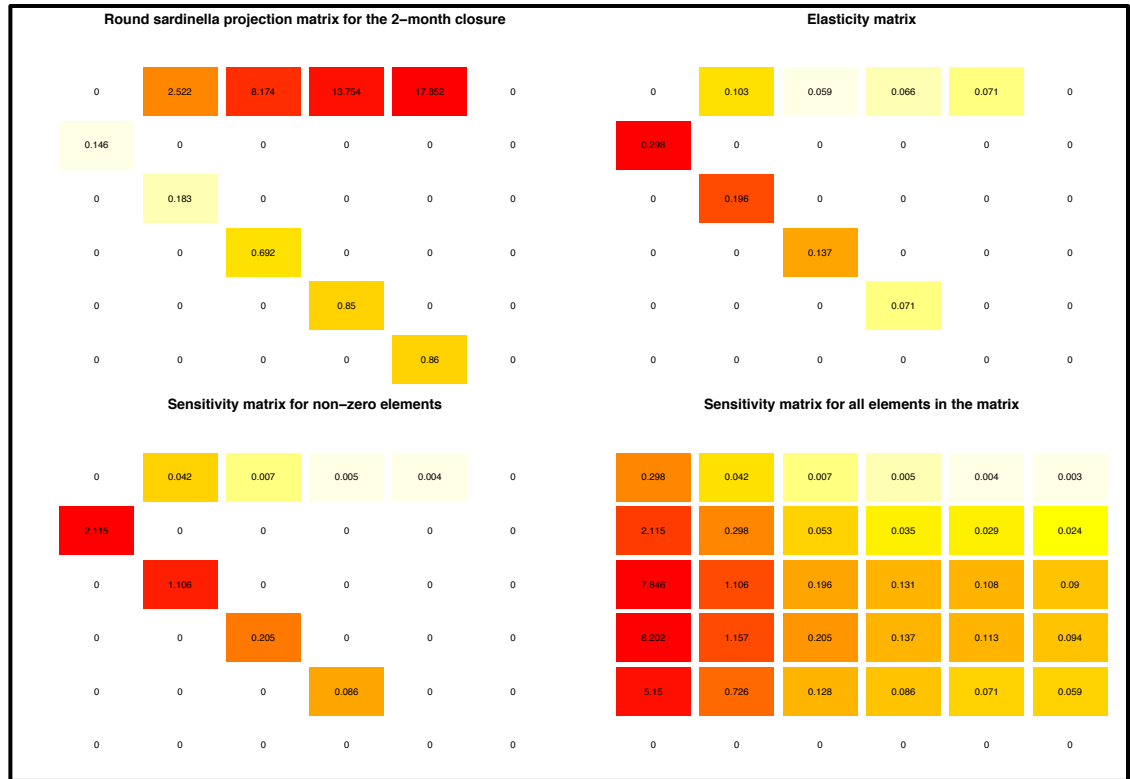 Round sardinella projection matrix for the 2−month closure
0 2.522 8.174 13.754 17.852 0
0.146 0 0 0 0 0
0 0.183 0 0 0 0
0 0 0.692 0 0 0
0 0 0 0.85 0 0
0 0 0 0 0.86 0
Elasticity matrix
0 0.103 0.059 0.066 0.071 0
0.298 0 0 0 0 0
0 0.196 0 0 0 0
0 0 0.137 0 0 0
0 0 0 0.071 0 0
0 0 0 0 0 0
Sensitivity matrix for non−zero elements
0 0.042 0.007 0.005 0.004 0
2.115 0 0 0 0 0
0 1.106 0 0 0 0
0 0 0.205 0 0 0
0 0 0 0.086 0 0
0 0 0 0 0 0
Sensitivity matrix for all elements in the matrix
0.298 0.042 0.007 0.005 0.004 0.003
2.115 0.298 0.053 0.035 0.029 0.024
7.846 1.106 0.196 0.131 0.108 0.09
8.202 1.157 0.205 0.137 0.113 0.094
5.15 0.726 0.128 0.086 0.071 0.059
0 0 0 0 0 0